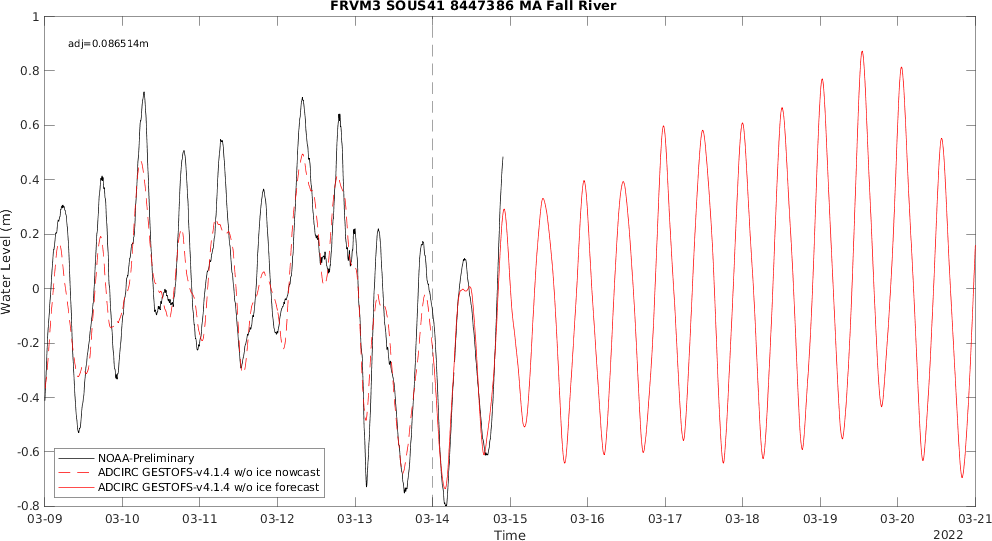 FRVM3 SOUS41 8447386 MA Fall River
adj=0.086514m
Water Level (m)
1
0.8
0.6
0.4
0.2
0
-0.2
-0.4
-0.6
-0.8
NOAA-Preliminary
ADCIRC GESTOFS-v4.1.4 w/o ice nowcast
ADCIRC GESTOFS-v4.1.4 w/o ice forecast
03-09 03-10 03-11 03-12 03-13 03-14 03-15 03-16 03-17 03-18 03-19 03-20 03-21
Time
2022